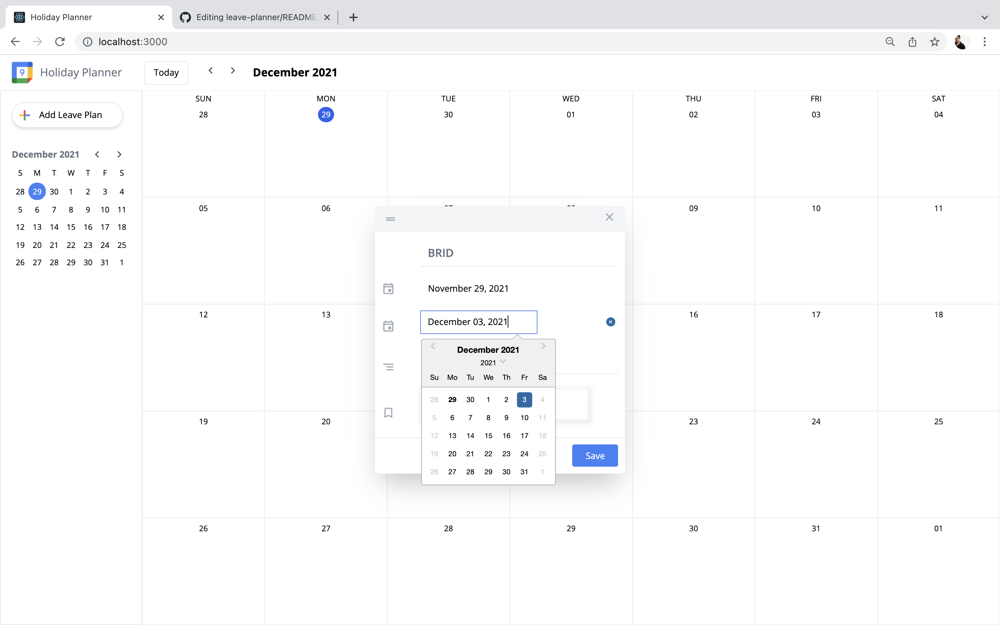 Holiday Planner
Editing leave-planner/README
localhost:3000
9 Holiday Planner Today December 2021
Add Leave Plan
December 2021
S M T W T F S
28 29 30 1 2 3 4
5 6 7 8 9 10 11
12 13 14 15 16 17 18
19 20 21 22 23 24 25
26 27 28 29 30 31 1
SUN MON TUE WED THU FRI SAT
28 29 30 01 02 03 04
05 06 09 10 11
12 13 16 17 18
19 20 23 24 25
26 27 28 29 30 31 01
BRID
November 29, 2021
December 03, 2021
December 2021
2021
Su Mo Tu We Th Fr Sa
28 29 30 1 2 3 4
5 6 7 8 9 10 11
12 13 14 15 16 17 18
19 20 21 22 23 24 25
26 27 28 29 30 31 1
Save